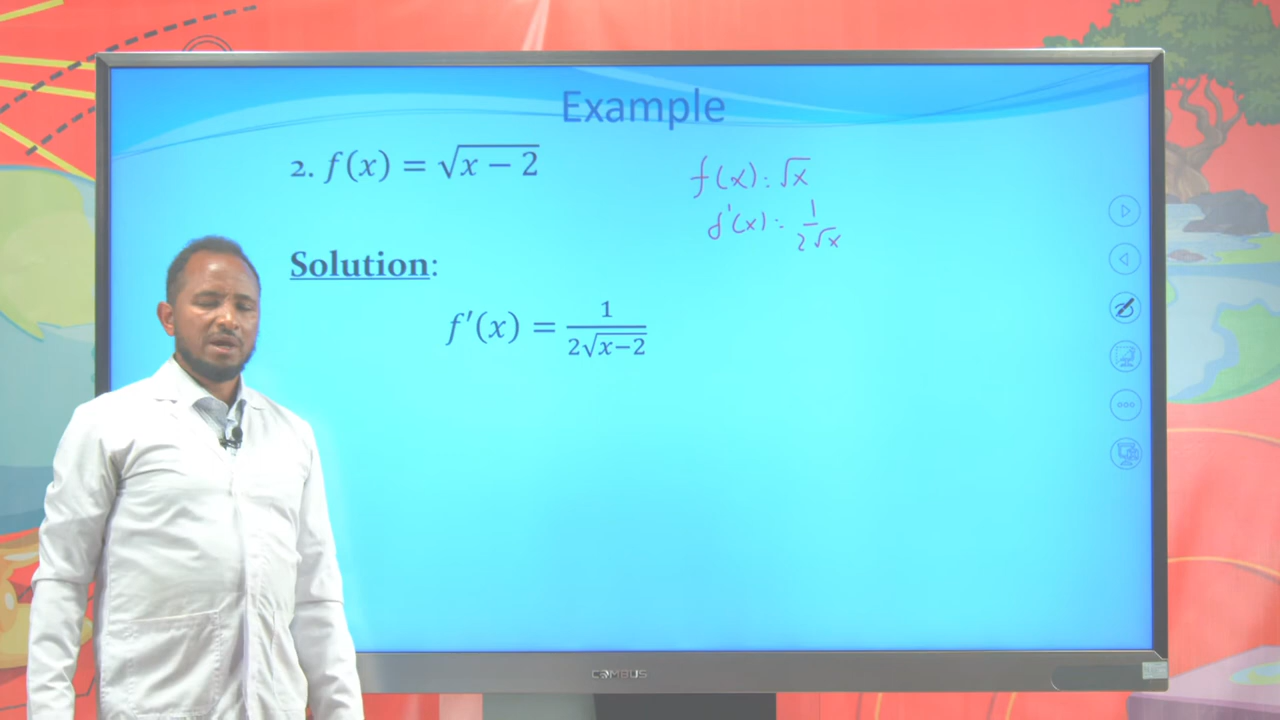 Example
2. f(x) = √(x − 2)
f(x) : √x
f'(x) : 1/(2√x)
Solution:
f′(x) = 1/(2√(x−2))
COMBUS